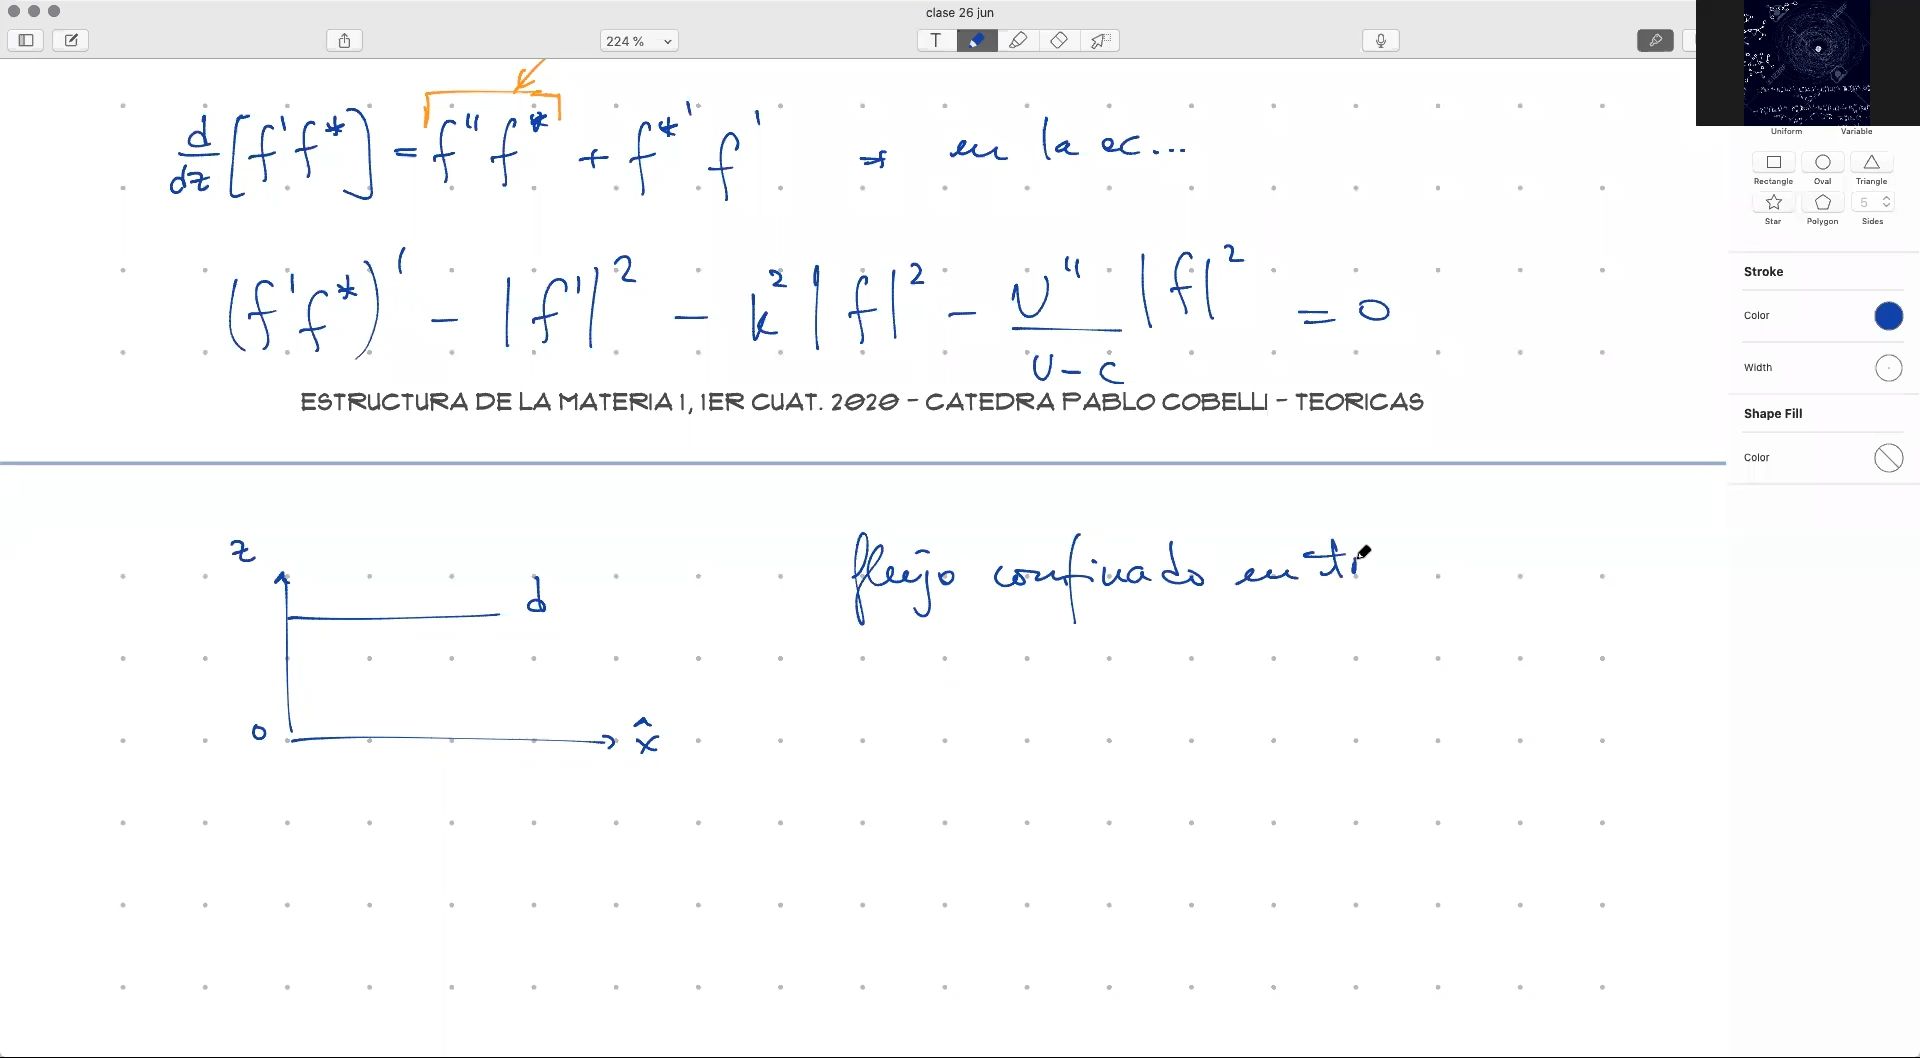 clase 26 jun
224 %
T
Uniform Variable
Rectangle Oval Triangle
5
Star Polygon Sides
Stroke
Color
Width
Shape Fill
Color
d/dz [f' f*] = f'' f* + f*' f' → en la ec...
(f' f*)' - |f'|² - k² |f|² - U''/(U - c) |f|² = 0
ESTRUCTURA DE LA MATERIA 1, 1ER CUAT. 2020 - CATEDRA PABLO COBELLI - TEORICAS
z
d
flujo confinado entr
0
x̂